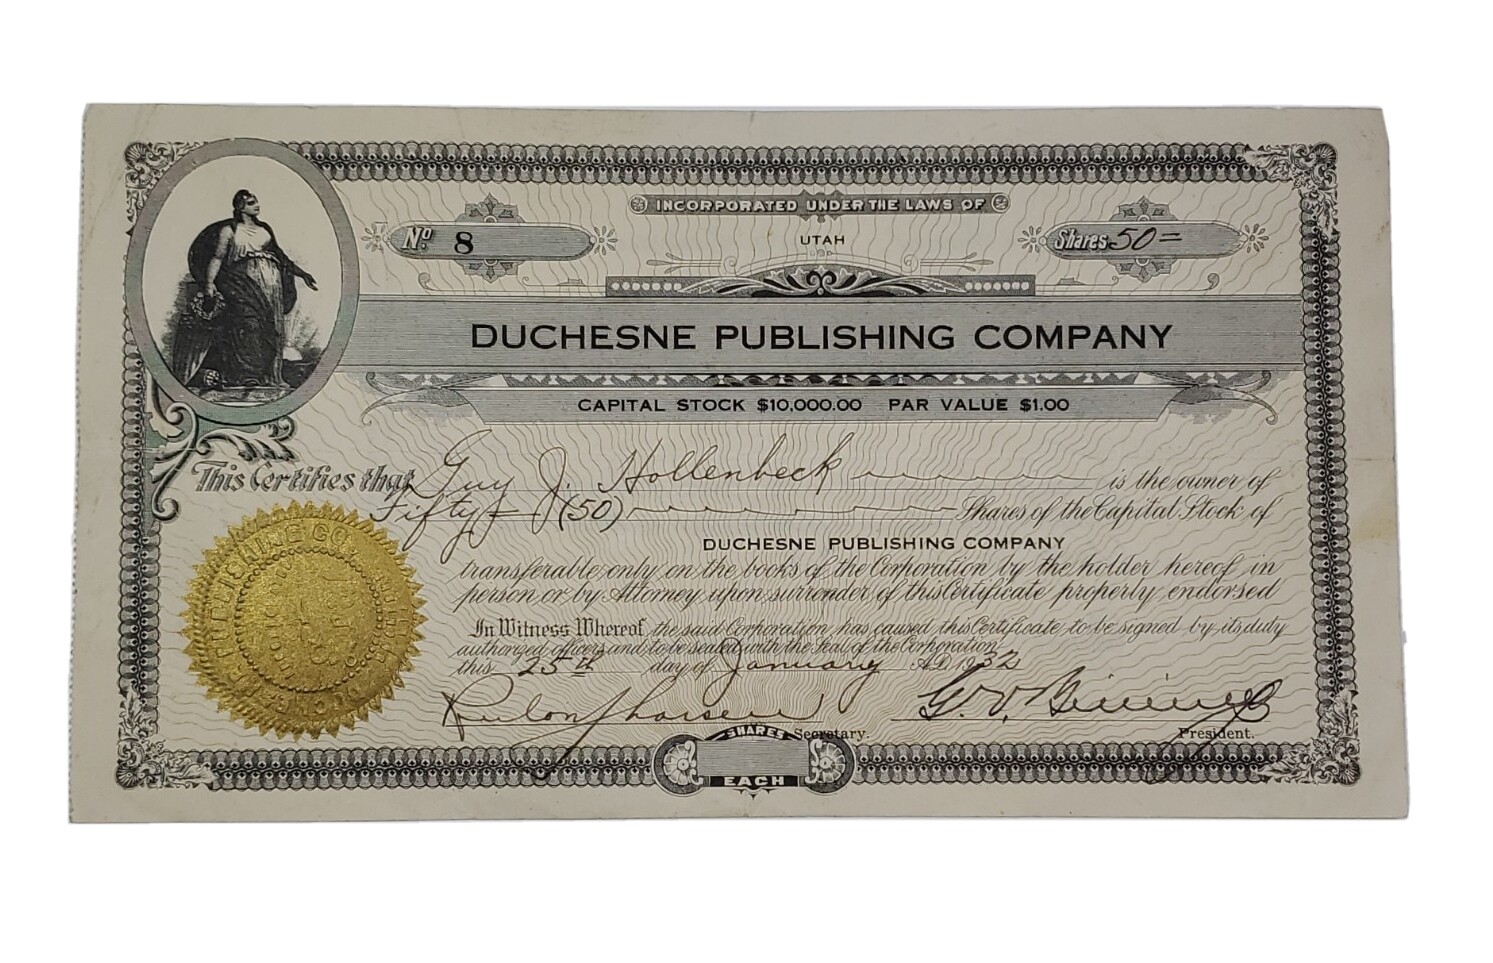 INCORPORATED UNDER THE LAWS OF
UTAH
No. 8
Shares 50=
DUCHESNE PUBLISHING COMPANY
CAPITAL STOCK $10,000.00 PAR VALUE $1.00
This Certifies that Guy J. Hollenbeck is the owner of
Fifty (50) Shares of the Capital Stock of
DUCHESNE PUBLISHING COMPANY
transferable only on the books of the Corporation by the holder hereof in
person or by Attorney upon surrender of this Certificate properly endorsed
In Witness Whereof, the said Corporation has caused this Certificate to be signed by its duty
authorized officers and to be sealed with the Seal of the Corporation
this 25th day of January A.D. 1932
Secretary. President.
SHARES
EACH
PUBLISHING CO.